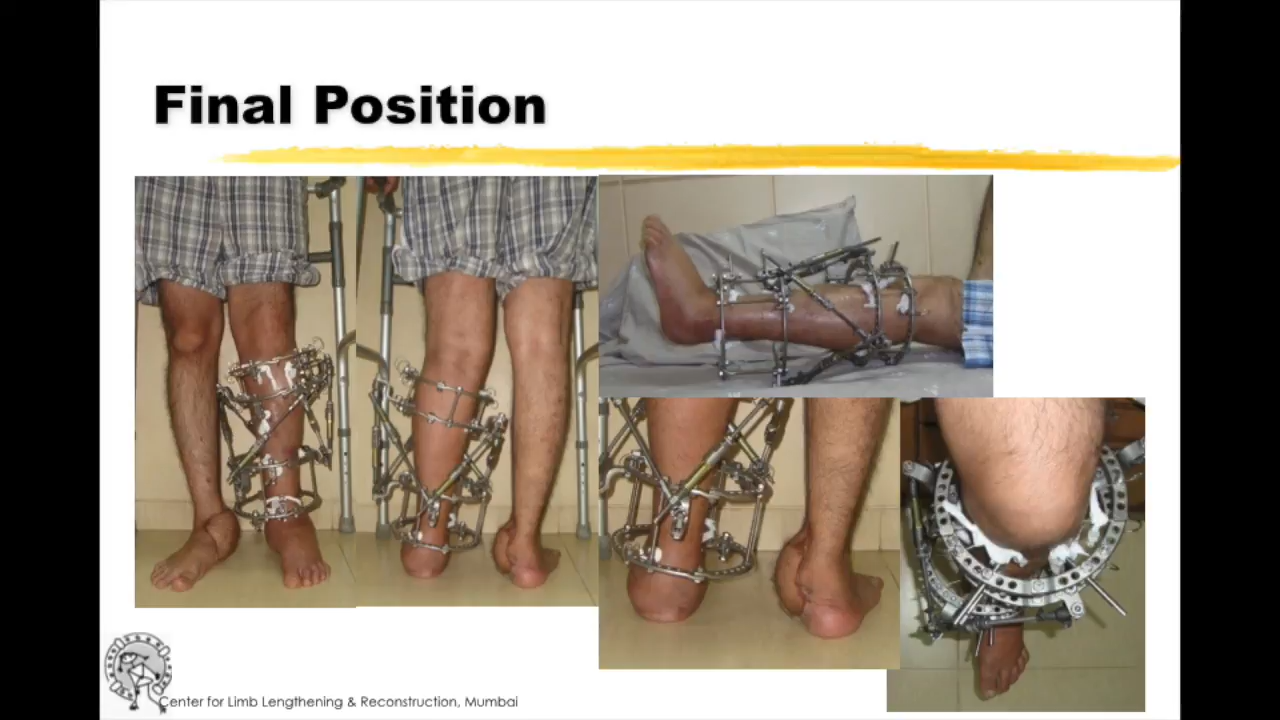 Final Position
Center for Limb Lengthening & Reconstruction, Mumbai